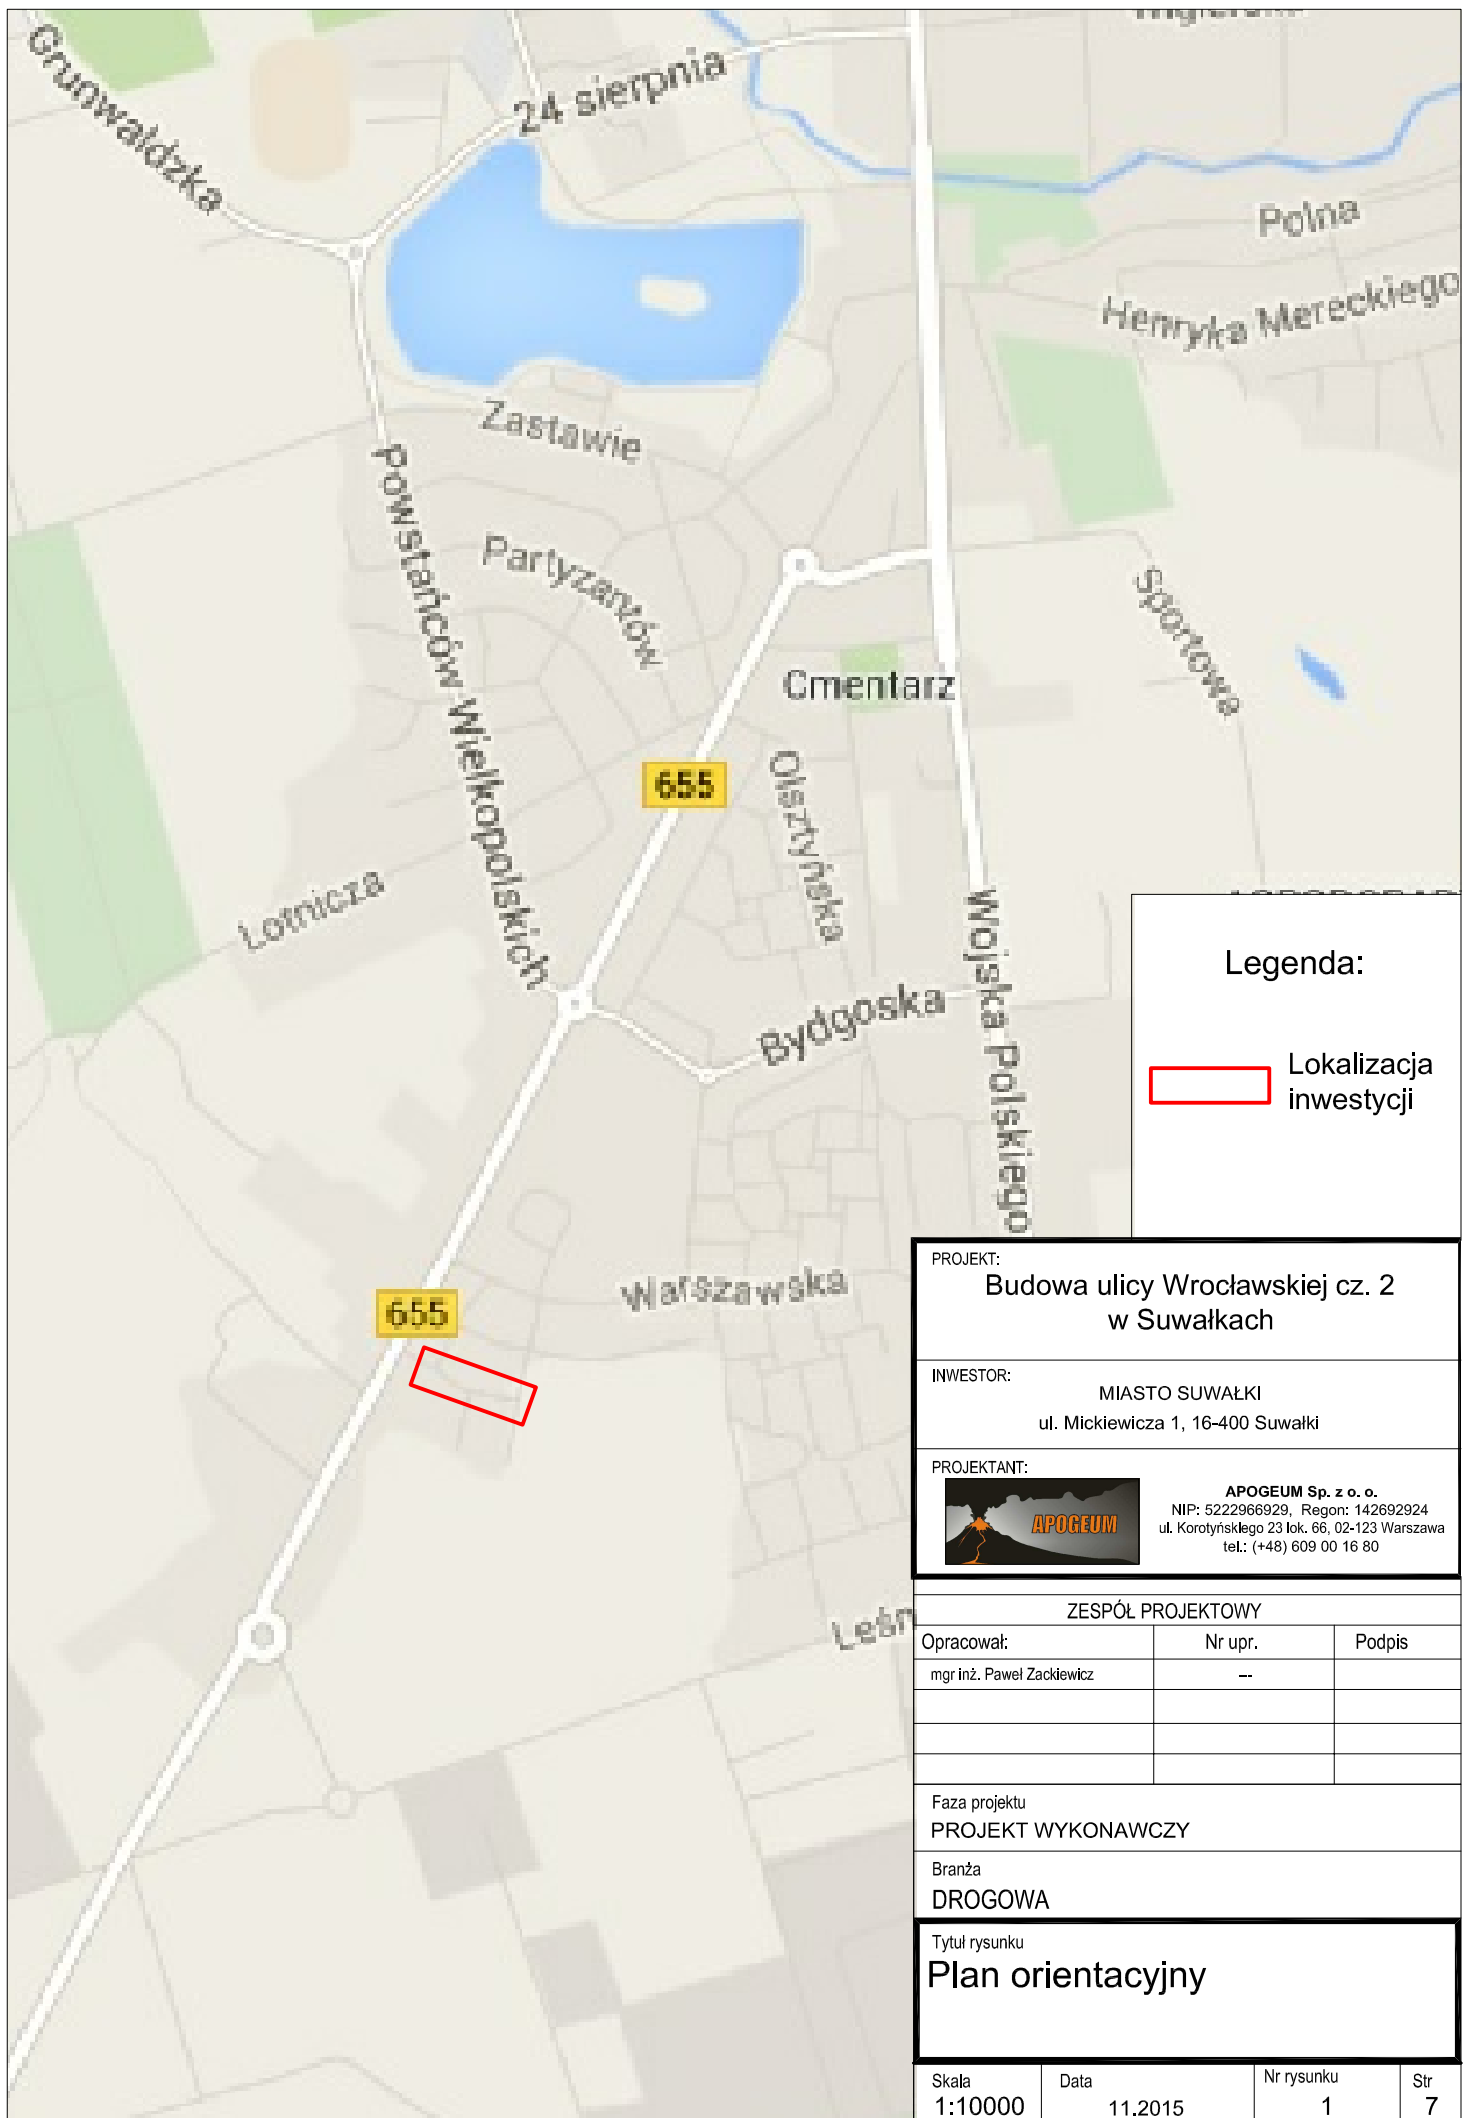 Grunwaldzka
24 sierpnia
Polna
Henryka Mereckiego
Zastawie
Powstańców Wielkopolskich
Partyzantów
Sportowa
Cmentarz
655
Olsztyńska
Lotnicza
Wojska Polskiego
Bydgoska
Warszawska
655
Legenda:
Lokalizacja
inwestycji
PROJEKT:
Budowa ulicy Wrocławskiej cz. 2
w Suwałkach
INWESTOR:
MIASTO SUWAŁKI
ul. Mickiewicza 1, 16-400 Suwałki
PROJEKTANT:
APOGEUM
APOGEUM Sp. z o. o.
NIP: 5222966929, Regon: 142692924
ul. Korotyńskiego 23 lok. 66, 02-123 Warszawa
tel.: (+48) 609 00 16 80
ZESPÓŁ PROJEKTOWY
Opracował: Nr upr. Podpis
mgr inż. Paweł Zackiewicz ---
Faza projektu
PROJEKT WYKONAWCZY
Branża
DROGOWA
Tytuł rysunku
Plan orientacyjny
Skala Data Nr rysunku Str
1:10000 11.2015 1 7